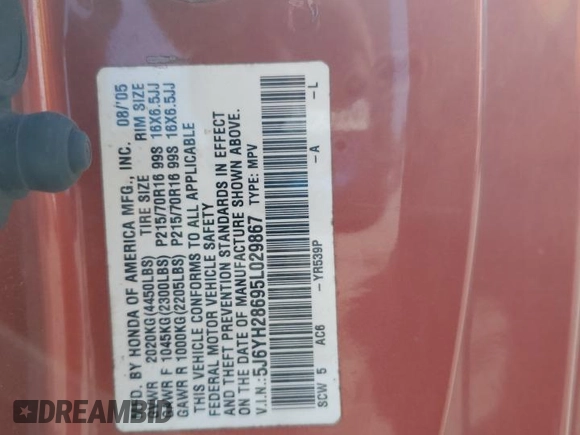 MFD. BY HONDA OF AMERICA MFG., INC. 08/'05
TIRE SIZE RIM SIZE
GVWR 2020KG(4450LBS)
GAWR F 1045KG(2300LBS) P215/70R16 99S 16X6.5JJ
GAWR R 1000KG(2205LBS) P215/70R16 99S 16X6.5JJ
THIS VEHICLE CONFORMS TO ALL APPLICABLE
FEDERAL MOTOR VEHICLE SAFETY
AND THEFT PREVENTION STANDARDS IN EFFECT
ON THE DATE OF MANUFACTURE SHOWN ABOVE.
V.I.N.: 5J6YH28695L029867 TYPE: MPV
SCW 5 AC6 -YR539P -A -L
DREAMBID